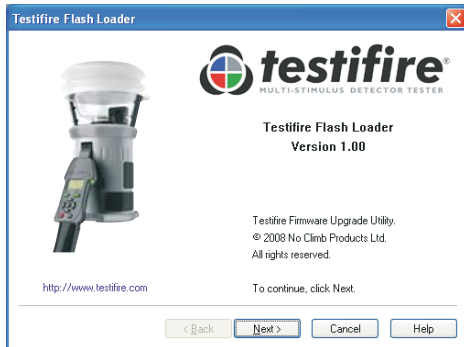 Testifire Flash Loader
testifire®
MULTI-STIMULUS DETECTOR TESTER
Testifire Flash Loader
Version 1.00
Testifire Firmware Upgrade Utility.
© 2008 No Climb Products Ltd.
All rights reserved.
http://www.testifire.com
To continue, click Next.
< Back Next > Cancel Help